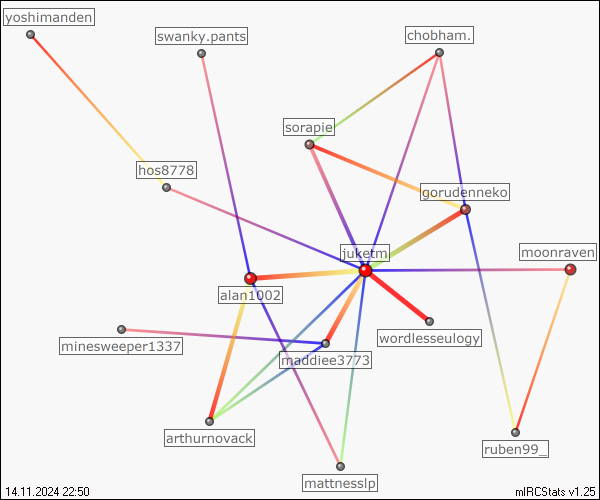 yoshimanden
swanky.pants
chobham.
sorapie
hos8778
gorudenneko
juketm
moonraven
alan1002
wordlesseulogy
minesweeper1337
maddiee3773
arthurnovack
ruben99_
mattnesslp
14.11.2024 22:50
mIRCStats v1.25